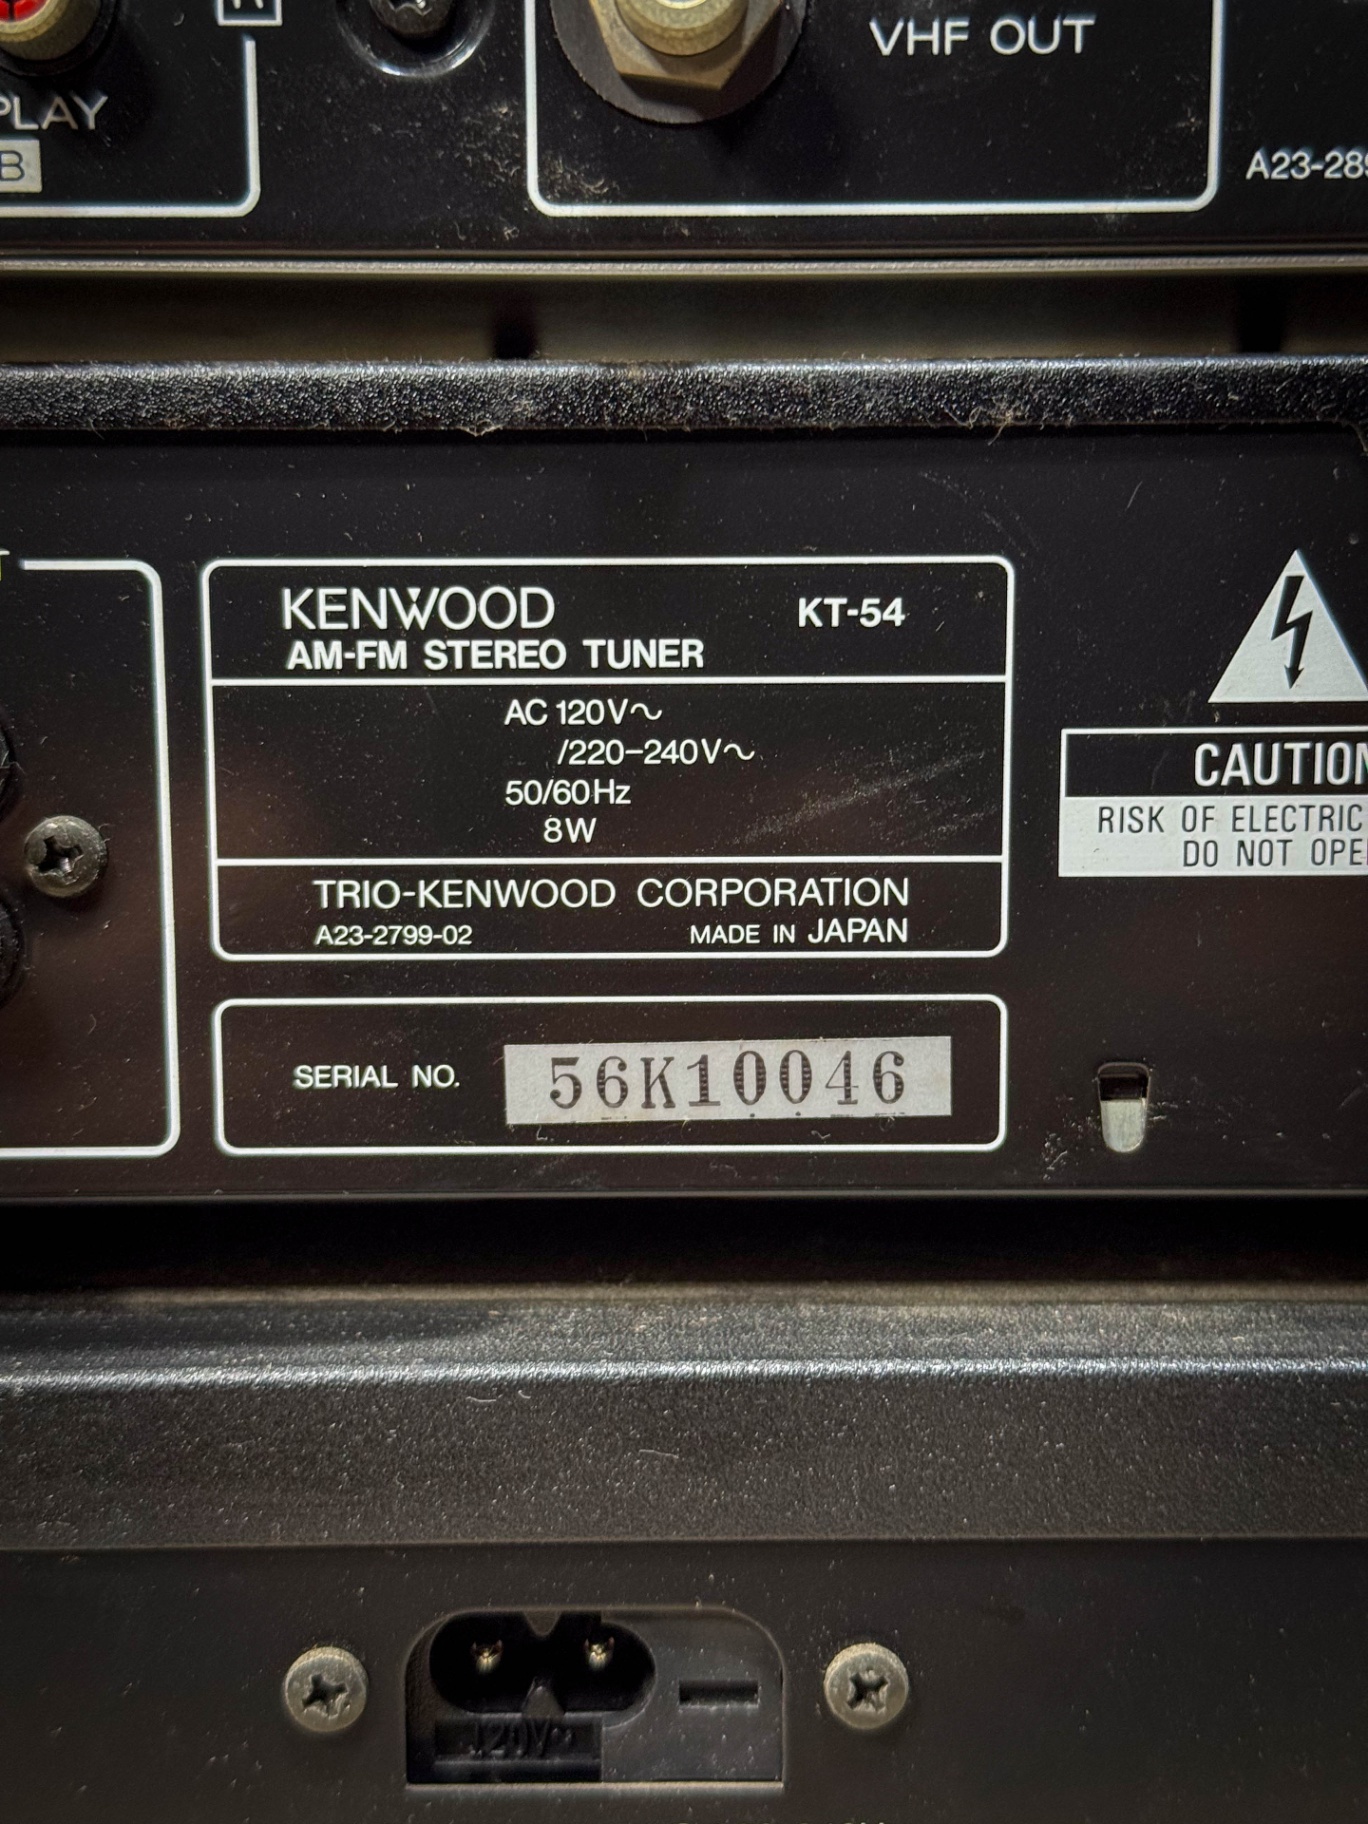 PLAY
B
VHF OUT
A23-289
KENWOOD KT-54
AM-FM STEREO TUNER
AC 120V~
/220-240V~
50/60Hz
8W
TRIO-KENWOOD CORPORATION
A23-2799-02 MADE IN JAPAN
SERIAL NO. 56K10046
CAUTION
RISK OF ELECTRIC
DO NOT OPE
120V~